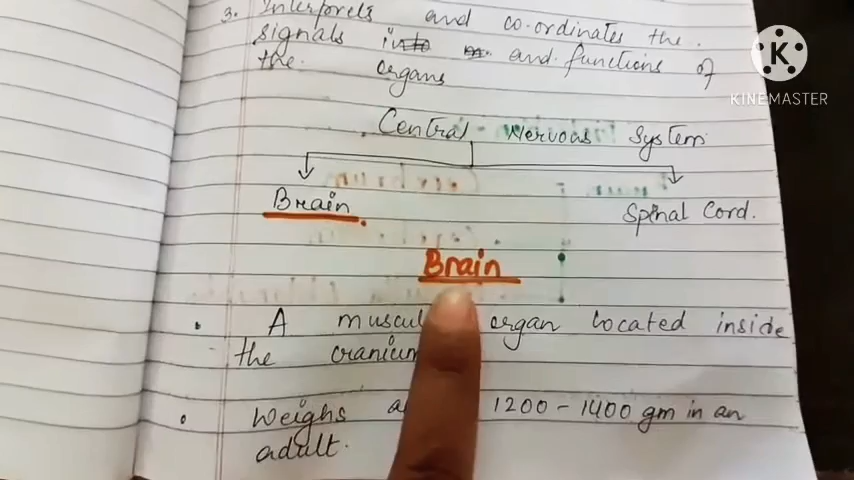 3. Interprets and co-ordinates the
signals into and functions of
the organs
Central Nervous System
Brain
Spinal Cord.
Brain
• A organ located inside
the cranium
• Weighs 1200 - 1400 gm in an
adult.
K
KINEMASTER